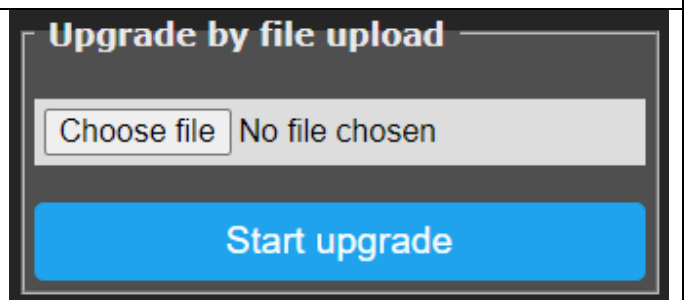 Upgrade by file upload
Choose file No file chosen
Start upgrade